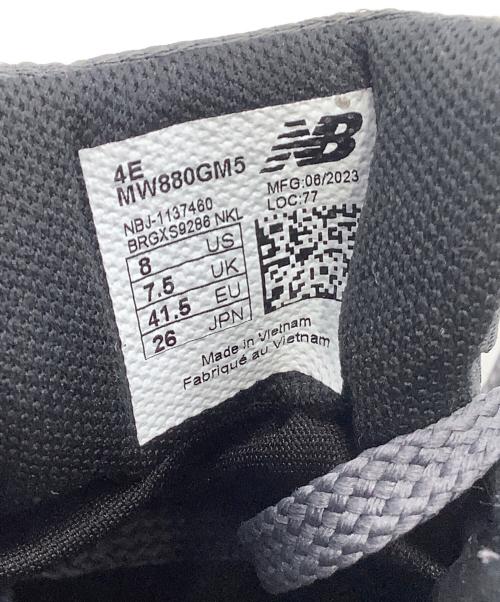 4E
MW880GM5
NB
NBJ-1137460
BRGXS9286 NKL
MFG:06/2023
LOC:77
8 US
7.5 UK
41.5 EU
26 JPN
Made in Vietnam
Fabriqué au Vietnam